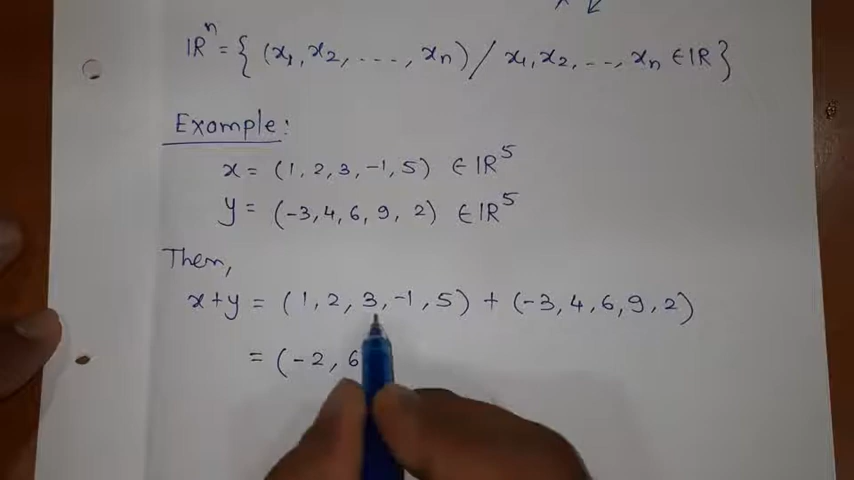 IRⁿ = { (x₁, x₂, ...., xₙ) / x₁, x₂, ..., xₙ ∈ IR }
Example:
x = (1, 2, 3, -1, 5) ∈ IR⁵
y = (-3, 4, 6, 9, 2) ∈ IR⁵
Then,
x+y = (1, 2, 3, -1, 5) + (-3, 4, 6, 9, 2)
= (-2, 6